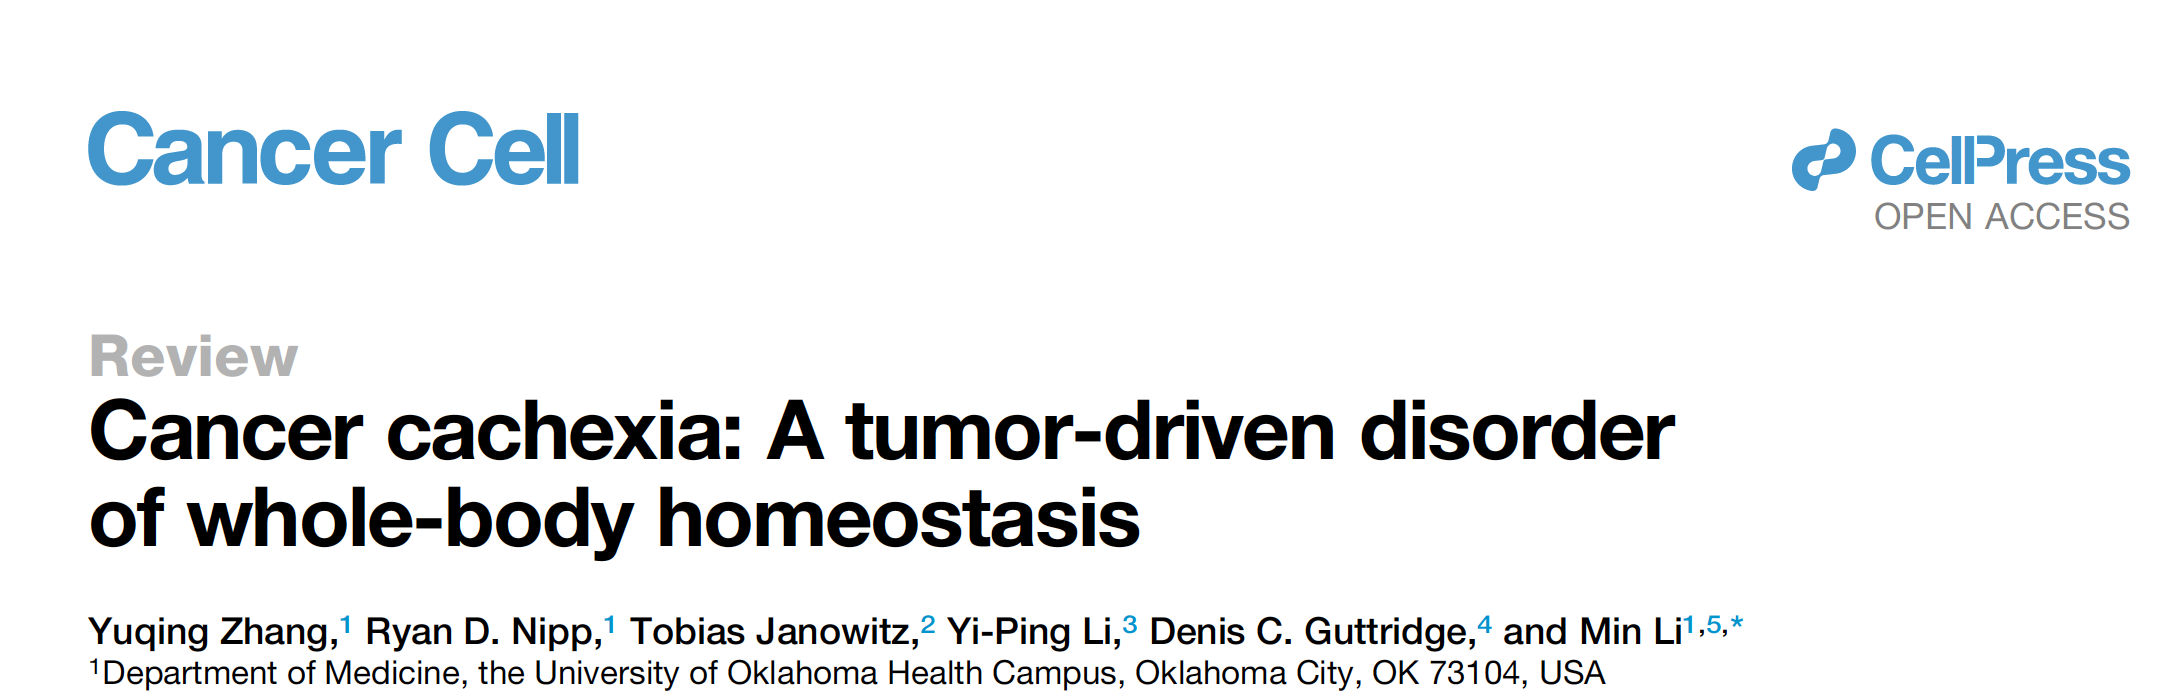 Cancer Cell
CellPress
OPEN ACCESS
Review
Cancer cachexia: A tumor-driven disorder
of whole-body homeostasis
Yuqing Zhang,1 Ryan D. Nipp,1 Tobias Janowitz,2 Yi-Ping Li,3 Denis C. Guttridge,4 and Min Li1,5,*
1Department of Medicine, the University of Oklahoma Health Campus, Oklahoma City, OK 73104, USA